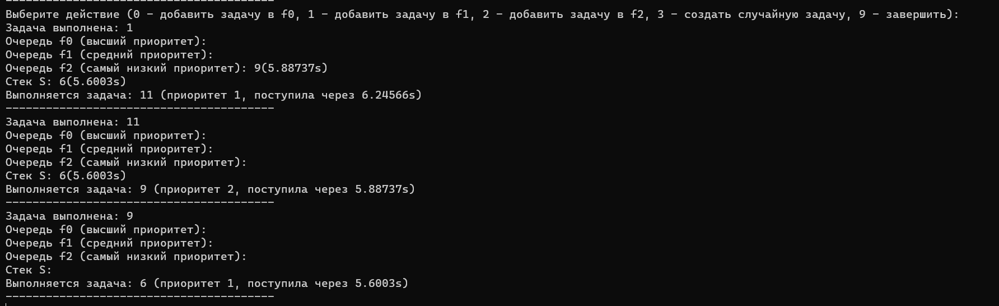 ----------------------------------------
Выберите действие (0 - добавить задачу в f0, 1 - добавить задачу в f1, 2 - добавить задачу в f2, 3 - создать случайную задачу, 9 - завершить):
Задача выполнена: 1
Очередь f0 (высший приоритет):
Очередь f1 (средний приоритет):
Очередь f2 (самый низкий приоритет): 9(5.88737s)
Стек S: 6(5.6003s)
Выполняется задача: 11 (приоритет 1, поступила через 6.24566s)
----------------------------------------
Задача выполнена: 11
Очередь f0 (высший приоритет):
Очередь f1 (средний приоритет):
Очередь f2 (самый низкий приоритет):
Стек S: 6(5.6003s)
Выполняется задача: 9 (приоритет 2, поступила через 5.88737s)
----------------------------------------
Задача выполнена: 9
Очередь f0 (высший приоритет):
Очередь f1 (средний приоритет):
Очередь f2 (самый низкий приоритет):
Стек S:
Выполняется задача: 6 (приоритет 1, поступила через 5.6003s)
----------------------------------------